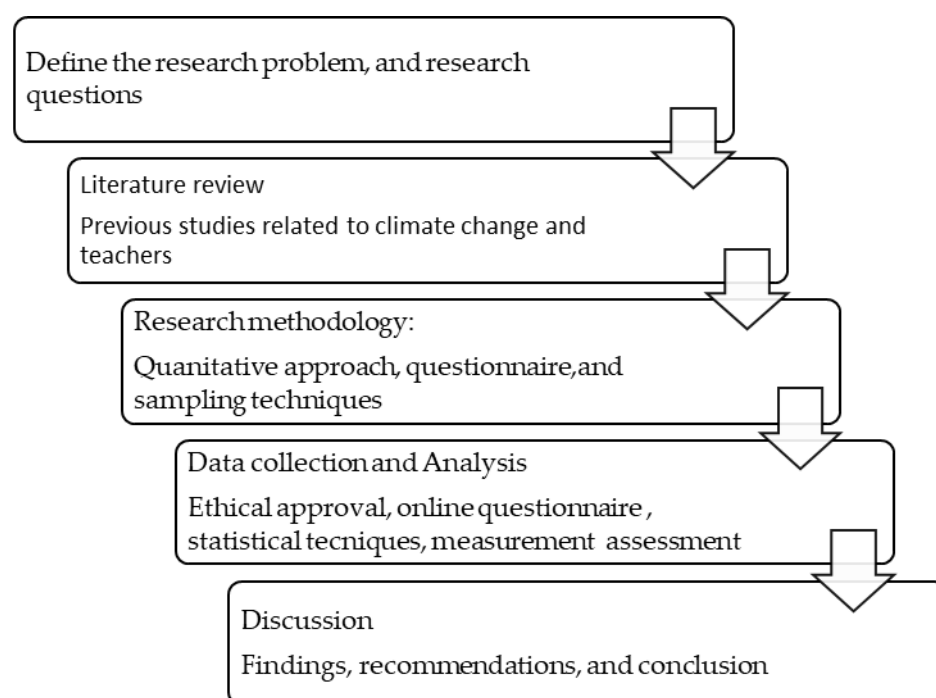 Define the research problem, and research
questions
Literature review
Previous studies related to climate change and
teachers
Research methodology:
Quanitative approach, questionnaire, and
sampling techniques
Data collection and Analysis
Ethical approval, online questionnaire ,
statistical tecniques, measurement assessment
Discussion
Findings, recommendations, and conclusion